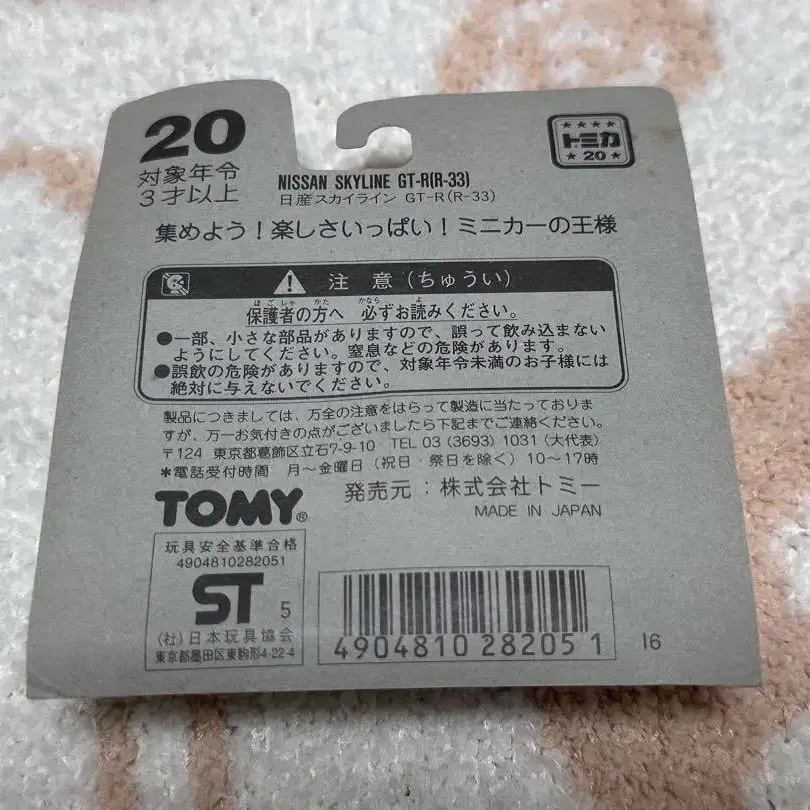 20
対象年令
3才以上
NISSAN SKYLINE GT-R(R-33)
日産スカイライン GT-R(R-33)
トミカ
20
集めよう!楽しさいっぱい!ミニカーの王様
注 意(ちゅうい)
保護者の方へ 必ずお読みください。
●一部、小さな部品がありますので、誤って飲み込まない
ようにしてください。窒息などの危険があります。
●誤飲の危険がありますので、対象年令未満のお子様には
絶対に与えないでください。
製品につきましては、万全の注意をはらって製造に当たっておりま
すが、万一お気付きの点がございましたら下記までご連絡ください。
〒124 東京都葛飾区立石7-9-10 TEL 03 (3693) 1031 (大代表)
*電話受付時間 月~金曜日(祝日・祭日を除く) 10~17時
TOMY®
発売元:株式会社トミー
MADE IN JAPAN
玩具安全基準合格
4904810282051
ST 5
(社)日本玩具協会
東京都墨田区東駒形4-22-4
4904810 282051
I6